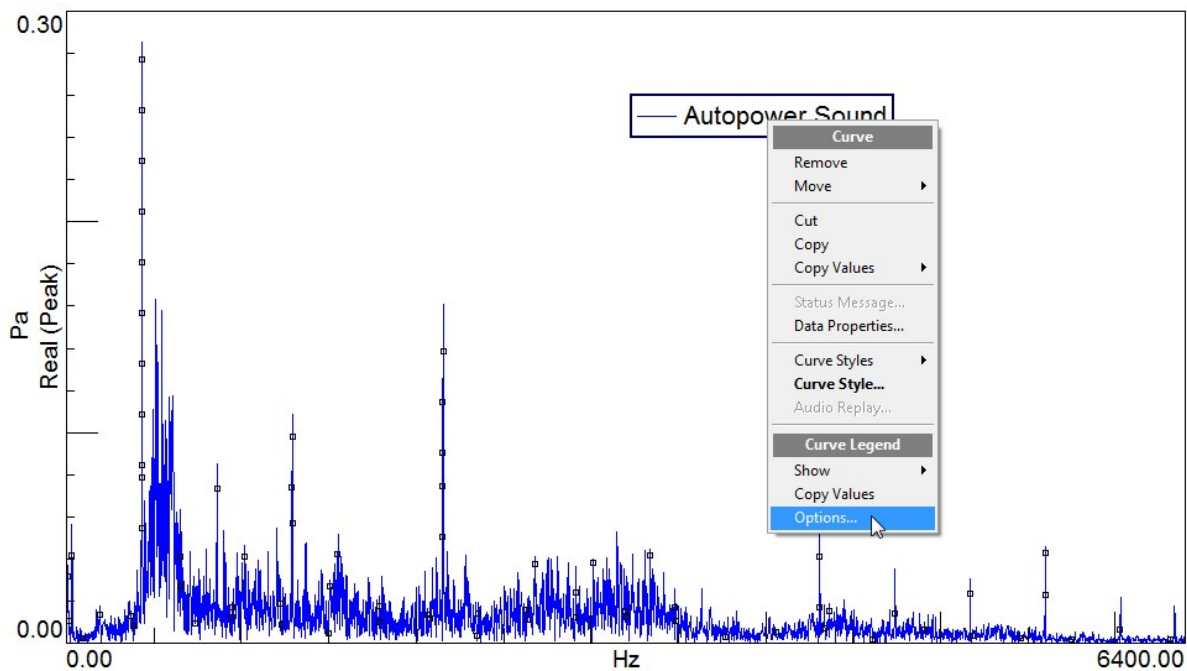 0.30
Pa
Real (Peak)
0.00
0.00
Hz
6400.00
Autopower Sound
Curve
Remove
Move
Cut
Copy
Copy Values
Status Message...
Data Properties...
Curve Styles
Curve Style...
Audio Replay...
Curve Legend
Show
Copy Values
Options...